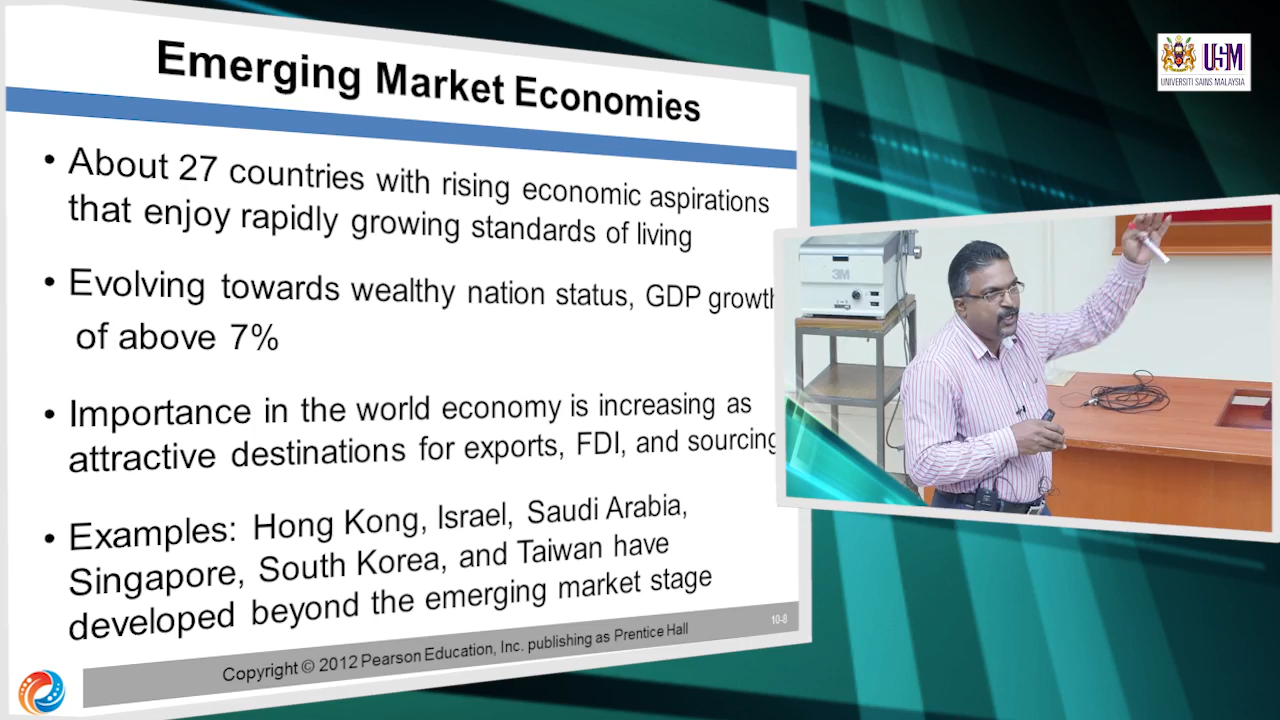 Emerging Market Economies
• About 27 countries with rising economic aspirations
that enjoy rapidly growing standards of living
• Evolving towards wealthy nation status, GDP growth
of above 7%
• Importance in the world economy is increasing as
attractive destinations for exports, FDI, and sourcing
• Examples: Hong Kong, Israel, Saudi Arabia,
Singapore, South Korea, and Taiwan have
developed beyond the emerging market stage
10-8
Copyright © 2012 Pearson Education, Inc. publishing as Prentice Hall
USM
UNIVERSITI SAINS MALAYSIA
3M